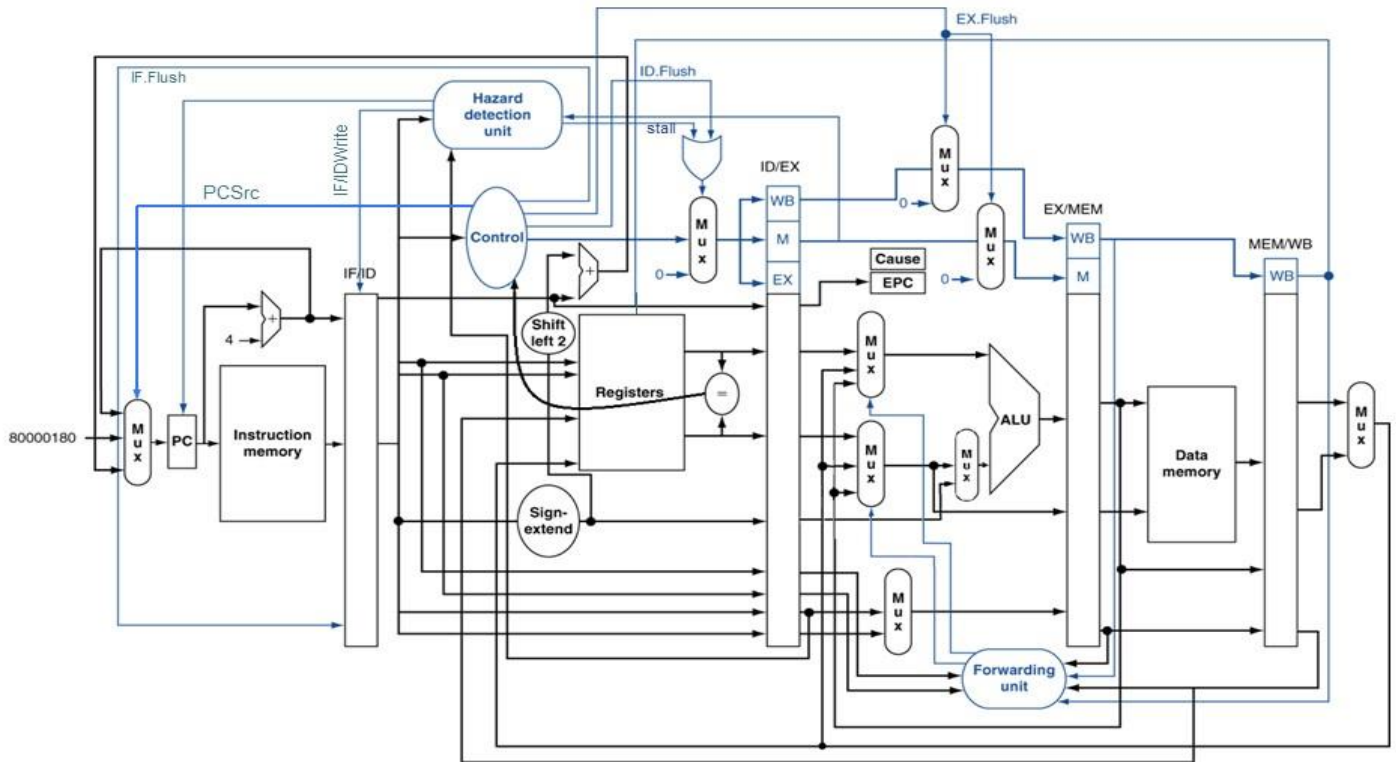 EX.Flush
IF.Flush
ID.Flush
Hazard
detection
unit
stall
IF/IDWrite
ID/EX
Mux
WB
0
PCSrc
Mux
EX/MEM
Control
Mux
WB
MEM/WB
M
Cause
IF/ID
0
EX
EPC
0
M
WB
+
+
4
Shift
left 2
Mux
Registers
=
ALU
Mux
80000180
Mux
PC
Instruction
memory
Mux
Mux
Data
memory
Sign-
extend
Mux
Forwarding
unit